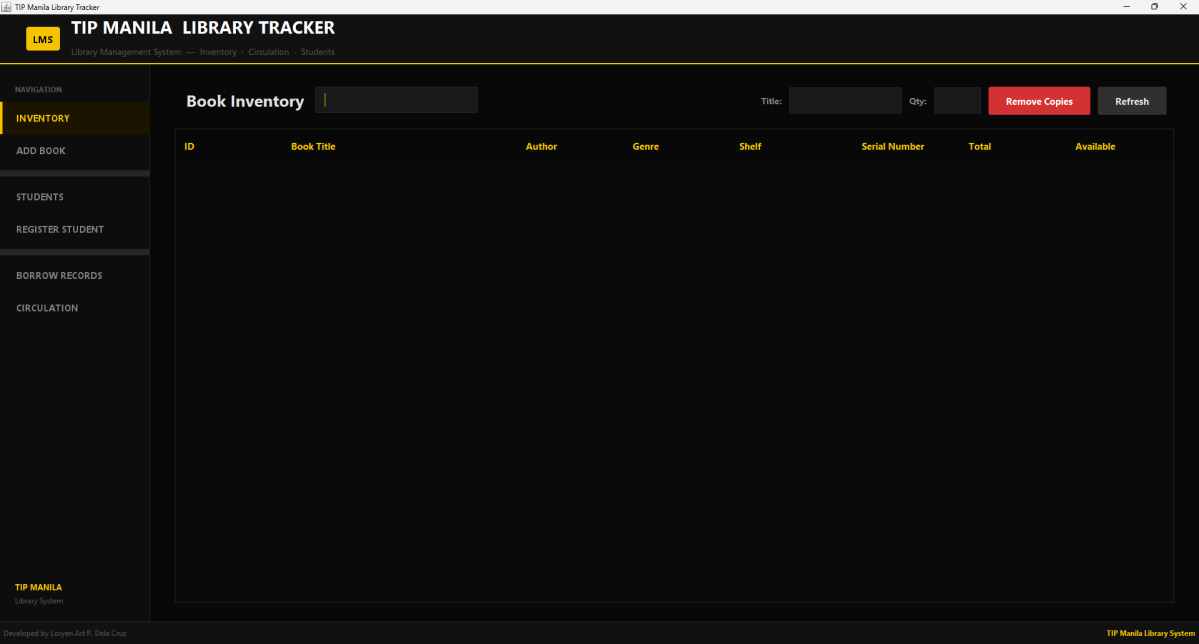 TIP Manila Library Tracker
LMS
TIP MANILA LIBRARY TRACKER
Library Management System — Inventory · Circulation · Students
NAVIGATION
INVENTORY
ADD BOOK
STUDENTS
REGISTER STUDENT
BORROW RECORDS
CIRCULATION
Book Inventory
Title:
Qty:
Remove Copies
Refresh
ID Book Title Author Genre Shelf Serial Number Total Available
TIP MANILA
Library System
Developed by Loryen Art P. Dela Cruz
TIP Manila Library System